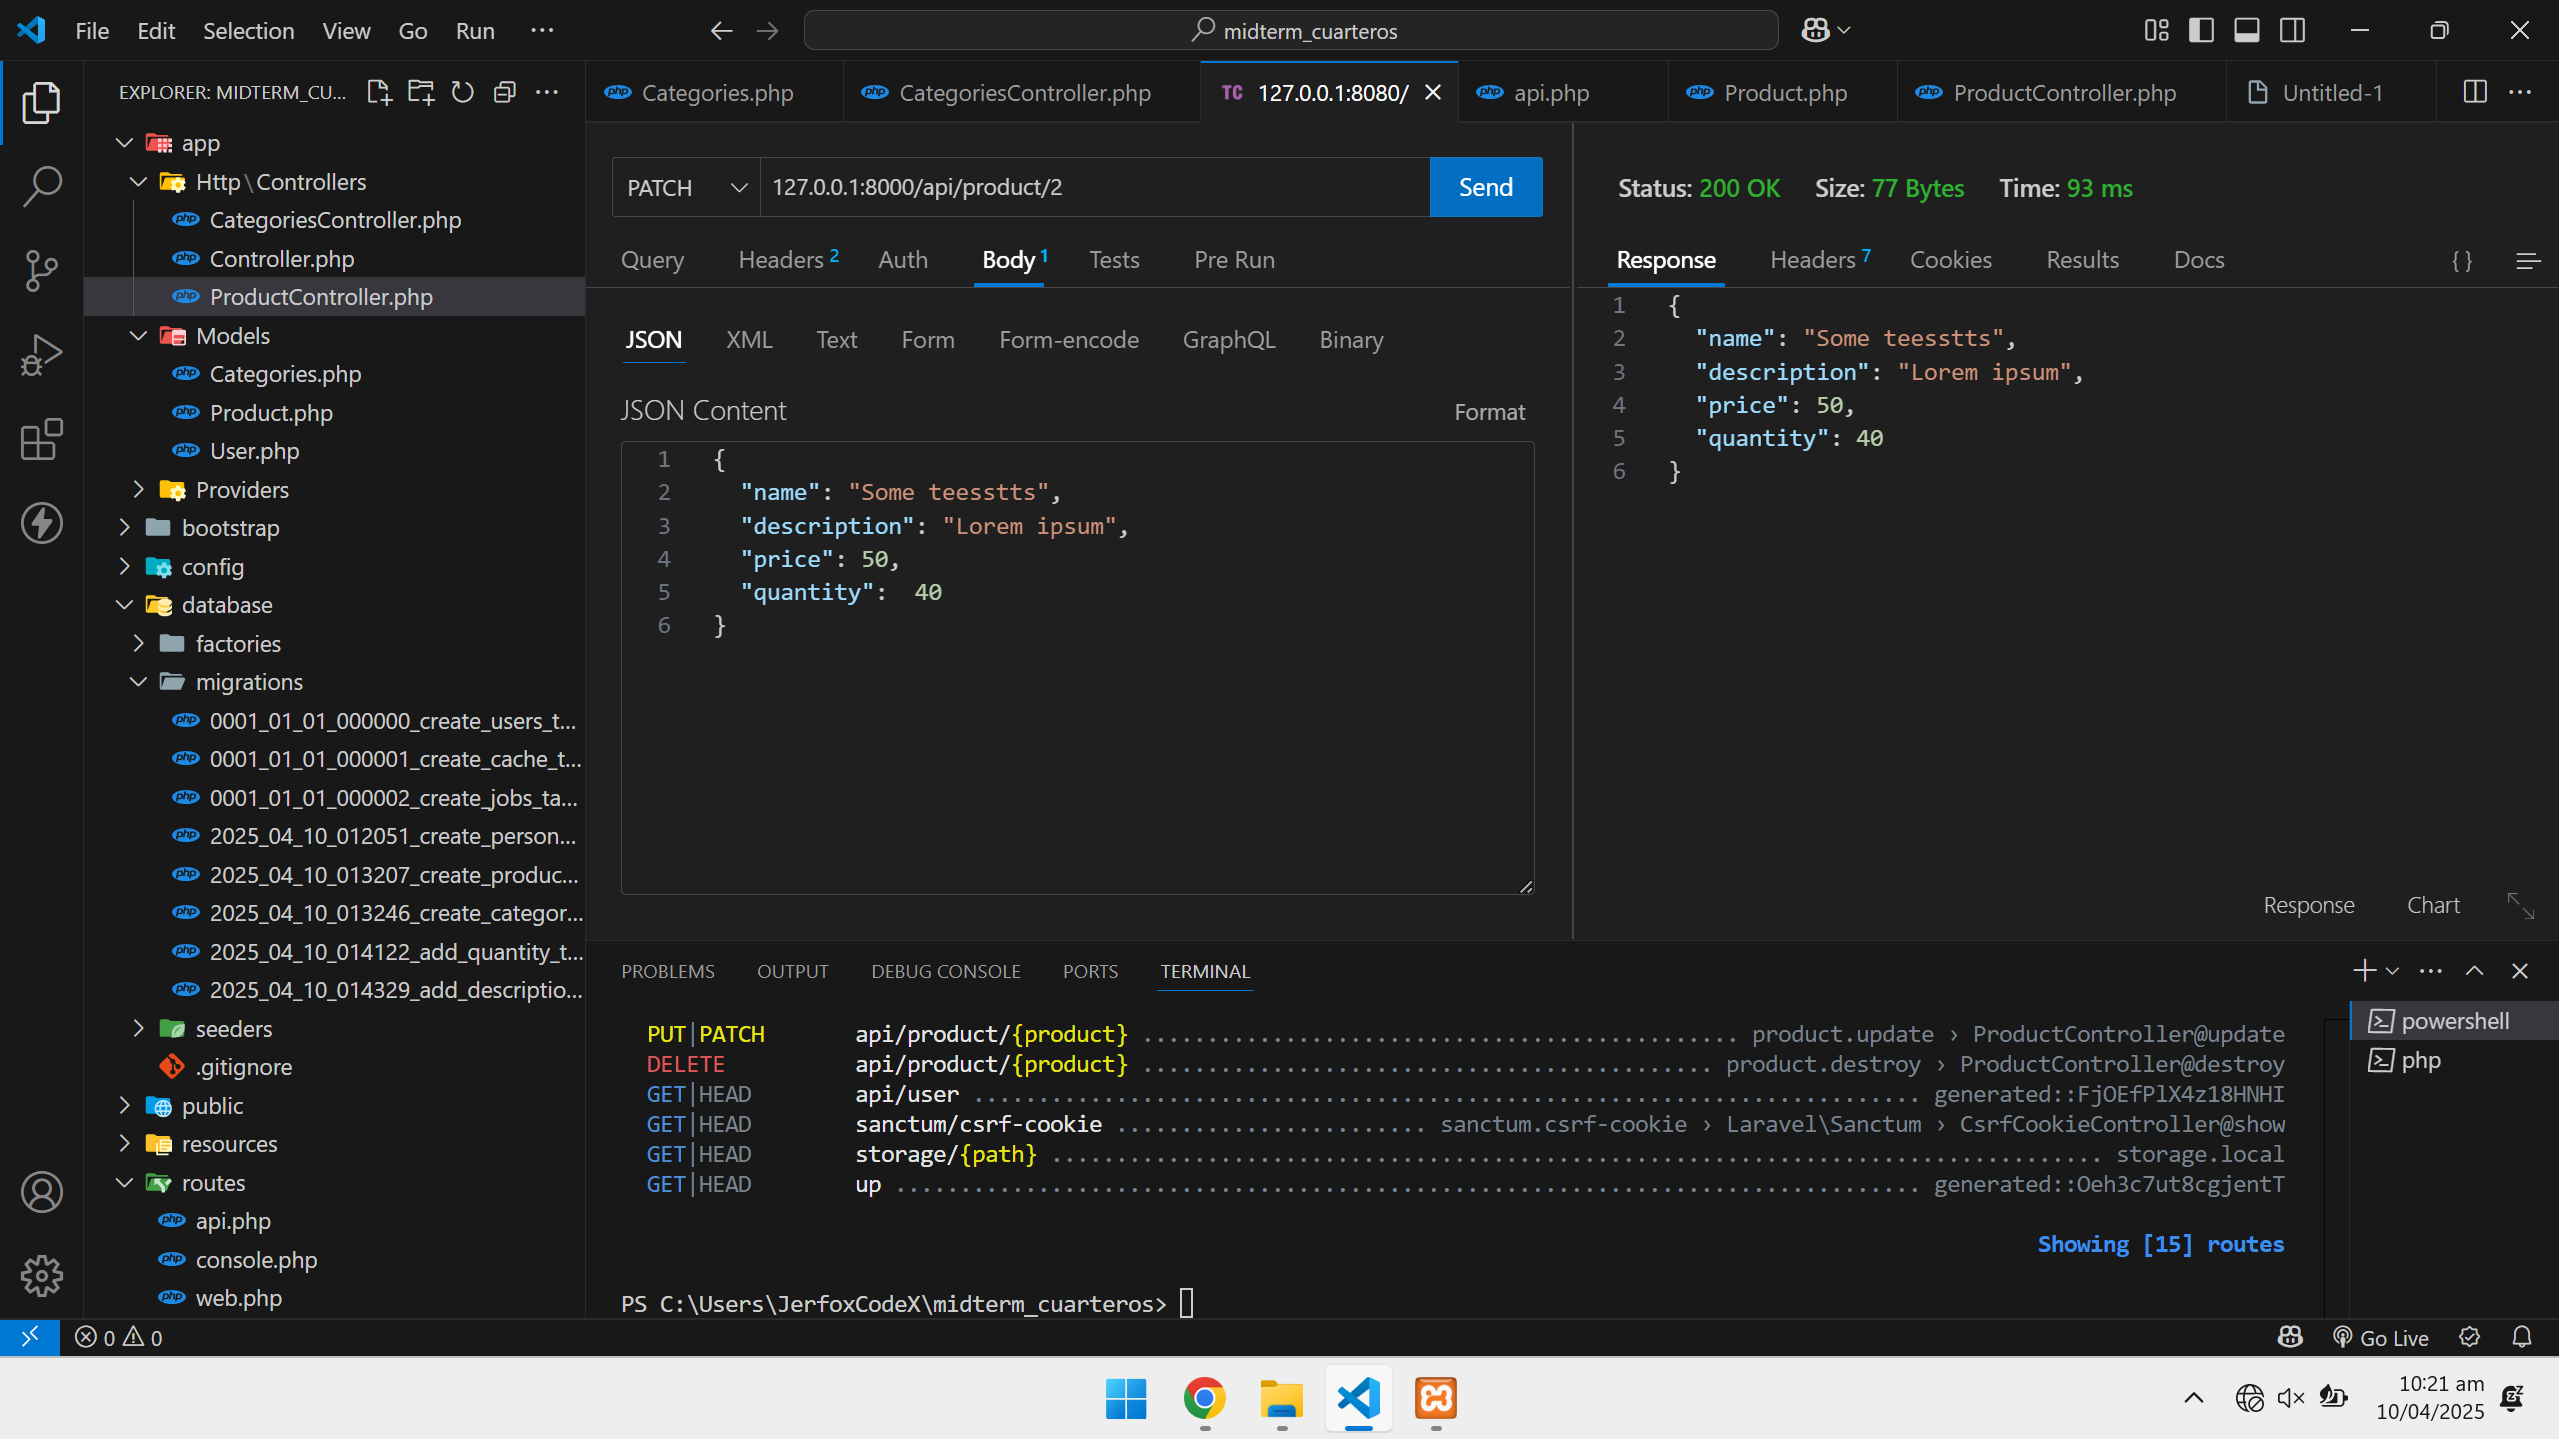 File Edit Selection View Go Run ···
midterm_cuarteros
EXPLORER: MIDTERM_CU...
app
Http\Controllers
CategoriesController.php
Controller.php
ProductController.php
Models
Categories.php
Product.php
User.php
Providers
bootstrap
config
database
factories
migrations
0001_01_01_000000_create_users_t...
0001_01_01_000001_create_cache_t...
0001_01_01_000002_create_jobs_ta...
2025_04_10_012051_create_person...
2025_04_10_013207_create_produc...
2025_04_10_013246_create_categor...
2025_04_10_014122_add_quantity_t...
2025_04_10_014329_add_descriptio...
seeders
.gitignore
public
resources
routes
api.php
console.php
web.php
Categories.php CategoriesController.php TC 127.0.0.1:8080/ api.php Product.php ProductController.php Untitled-1
PATCH 127.0.0.1:8000/api/product/2 Send
Query Headers 2 Auth Body 1 Tests Pre Run
JSON XML Text Form Form-encode GraphQL Binary
JSON Content Format
1 {
2 "name": "Some teesstts",
3 "description": "Lorem ipsum",
4 "price": 50,
5 "quantity":  40
6 }
Status: 200 OK Size: 77 Bytes Time: 93 ms
Response Headers 7 Cookies Results Docs {}
1 {
2 "name": "Some teesstts",
3 "description": "Lorem ipsum",
4 "price": 50,
5 "quantity": 40
6 }
Response Chart
PROBLEMS OUTPUT DEBUG CONSOLE PORTS TERMINAL
PUT|PATCH api/product/{product} .............................................. product.update › ProductController@update
DELETE api/product/{product} ............................................ product.destroy › ProductController@destroy
GET|HEAD api/user ......................................................................... generated::FjOEfPlX4z18HNHI
GET|HEAD sanctum/csrf-cookie ........................ sanctum.csrf-cookie › Laravel\Sanctum › CsrfCookieController@show
GET|HEAD storage/{path} ................................................................................. storage.local
GET|HEAD up ............................................................................... generated::Oeh3c7ut8cgjentT
Showing [15] routes
PS C:\Users\JerfoxCodeX\midterm_cuarteros>
powershell
php
0 0
Go Live
10:21 am
10/04/2025